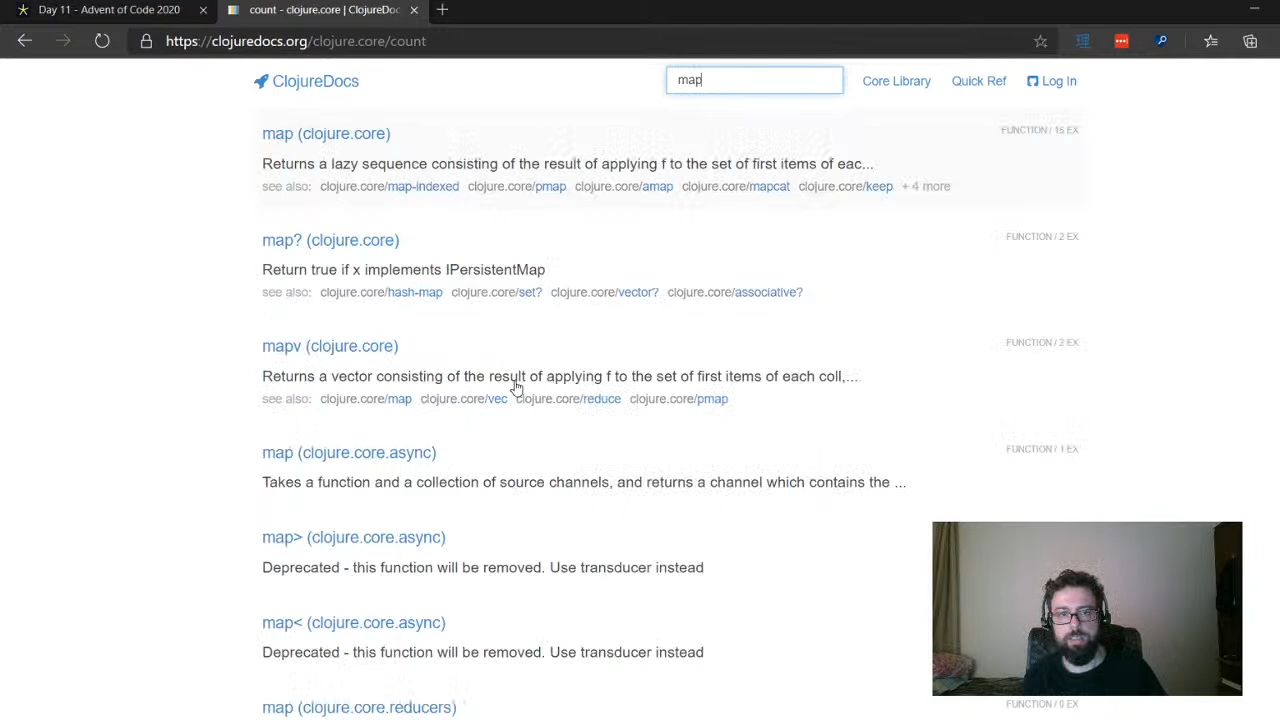 Day 11 - Advent of Code 2020
count - clojure.core | ClojureDoc
https://clojuredocs.org/clojure.core/count
ClojureDocs
map
Core Library
Quick Ref
Log In
map (clojure.core)
FUNCTION / 15 EX
Returns a lazy sequence consisting of the result of applying f to the set of first items of eac...
see also: clojure.core/map-indexed clojure.core/pmap clojure.core/amap clojure.core/mapcat clojure.core/keep + 4 more
map? (clojure.core)
FUNCTION / 2 EX
Return true if x implements IPersistentMap
see also: clojure.core/hash-map clojure.core/set? clojure.core/vector? clojure.core/associative?
mapv (clojure.core)
FUNCTION / 2 EX
Returns a vector consisting of the result of applying f to the set of first items of each coll,...
see also: clojure.core/map clojure.core/vec clojure.core/reduce clojure.core/pmap
map (clojure.core.async)
FUNCTION / 1 EX
Takes a function and a collection of source channels, and returns a channel which contains the ...
map> (clojure.core.async)
Deprecated - this function will be removed. Use transducer instead
map< (clojure.core.async)
Deprecated - this function will be removed. Use transducer instead
map (clojure.core.reducers)
FUNCTION / 0 EX